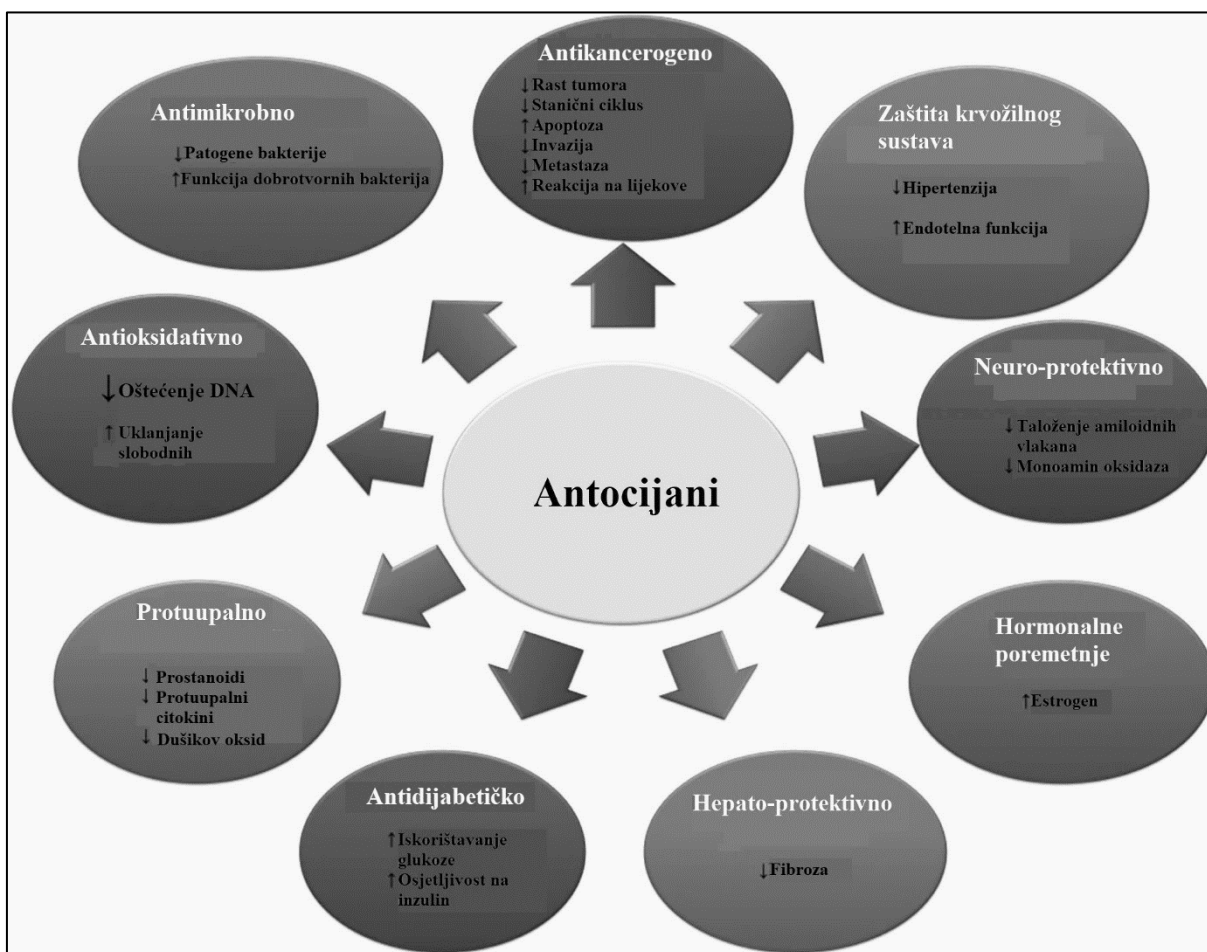 Antikancerogeno
↓Rast tumora
↓Stanični ciklus
↑Apoptoza
↓Invazija
↓Metastaza
↑Reakcija na lijekove
Zaštita krvožilnog
sustava
↓Hipertenzija
↑Endotelna funkcija
Neuro-protektivno
↓Taloženje amiloidnih
vlakana
↓Monoamin oksidaza
Hormonalne
poremetnje
↑Estrogen
Hepato-protektivno
↓Fibroza
Antidijabetičko
↑Iskorištavanje
glukoze
↑Osjetljivost na
inzulin
Protuupalno
↓ Prostanoidi
↓ Protuupalni
citokini
↓ Dušikov oksid
Antioksidativno
↓Oštećenje DNA
↑ Uklanjanje
slobodnih
Antimikrobno
↓Patogene bakterije
↑Funkcija dobrotvornih bakterija
Antocijani